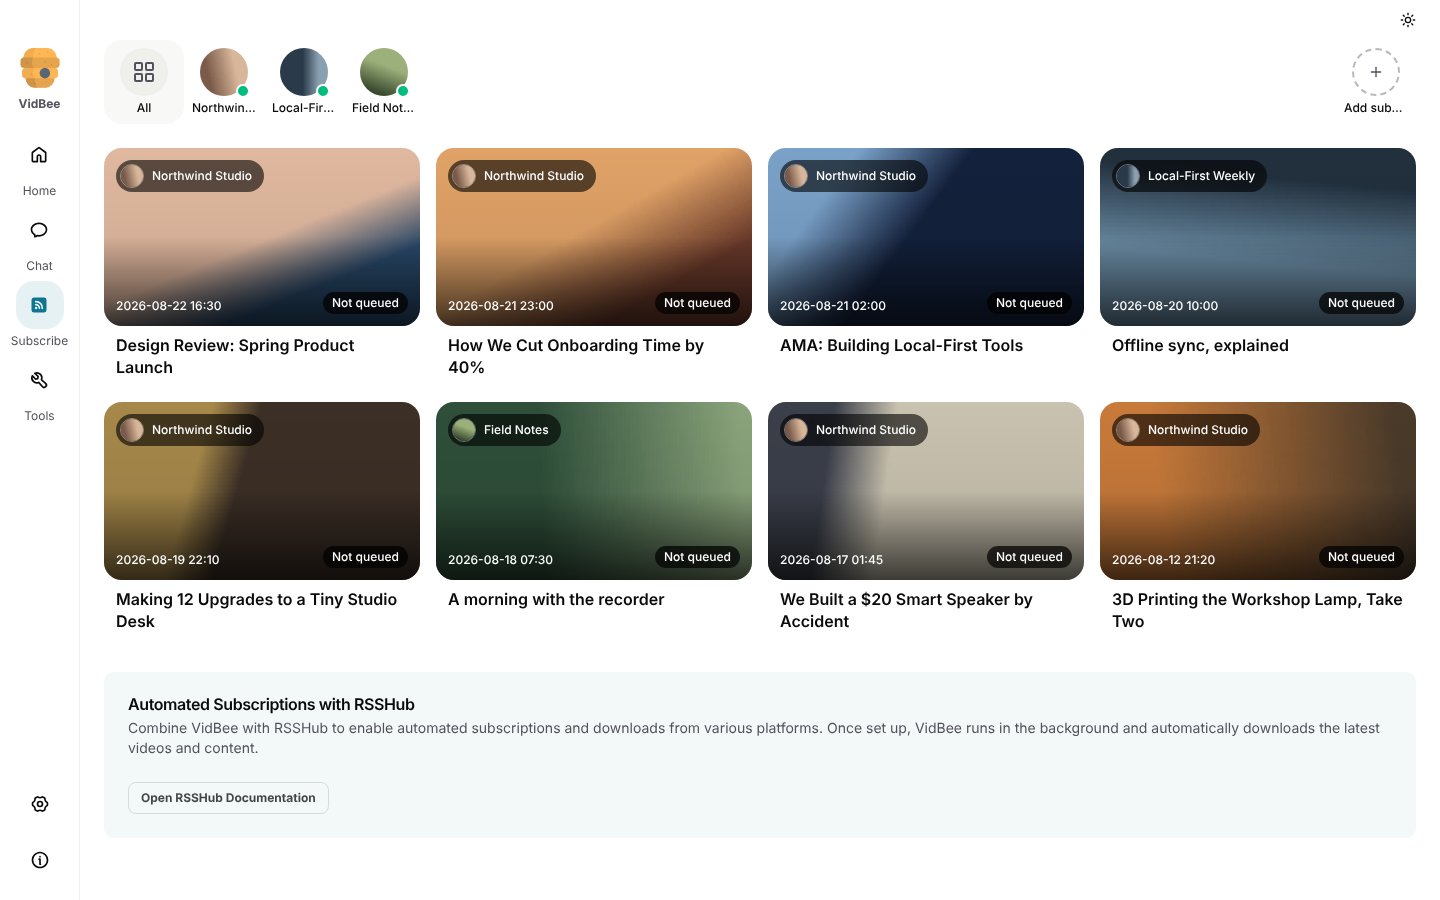 VidBee
Home
Chat
Subscribe
Tools
All
Northwin...
Local-Fir...
Field Not...
Add sub...
Northwind Studio
2026-08-22 16:30
Not queued
Design Review: Spring Product
Launch
Northwind Studio
2026-08-21 23:00
Not queued
How We Cut Onboarding Time by
40%
Northwind Studio
2026-08-21 02:00
Not queued
AMA: Building Local-First Tools
Local-First Weekly
2026-08-20 10:00
Not queued
Offline sync, explained
Northwind Studio
2026-08-19 22:10
Not queued
Making 12 Upgrades to a Tiny Studio
Desk
Field Notes
2026-08-18 07:30
Not queued
A morning with the recorder
Northwind Studio
2026-08-17 01:45
Not queued
We Built a $20 Smart Speaker by
Accident
Northwind Studio
2026-08-12 21:20
Not queued
3D Printing the Workshop Lamp, Take
Two
Automated Subscriptions with RSSHub
Combine VidBee with RSSHub to enable automated subscriptions and downloads from various platforms. Once set up, VidBee runs in the background and automatically downloads the latest
videos and content.
Open RSSHub Documentation